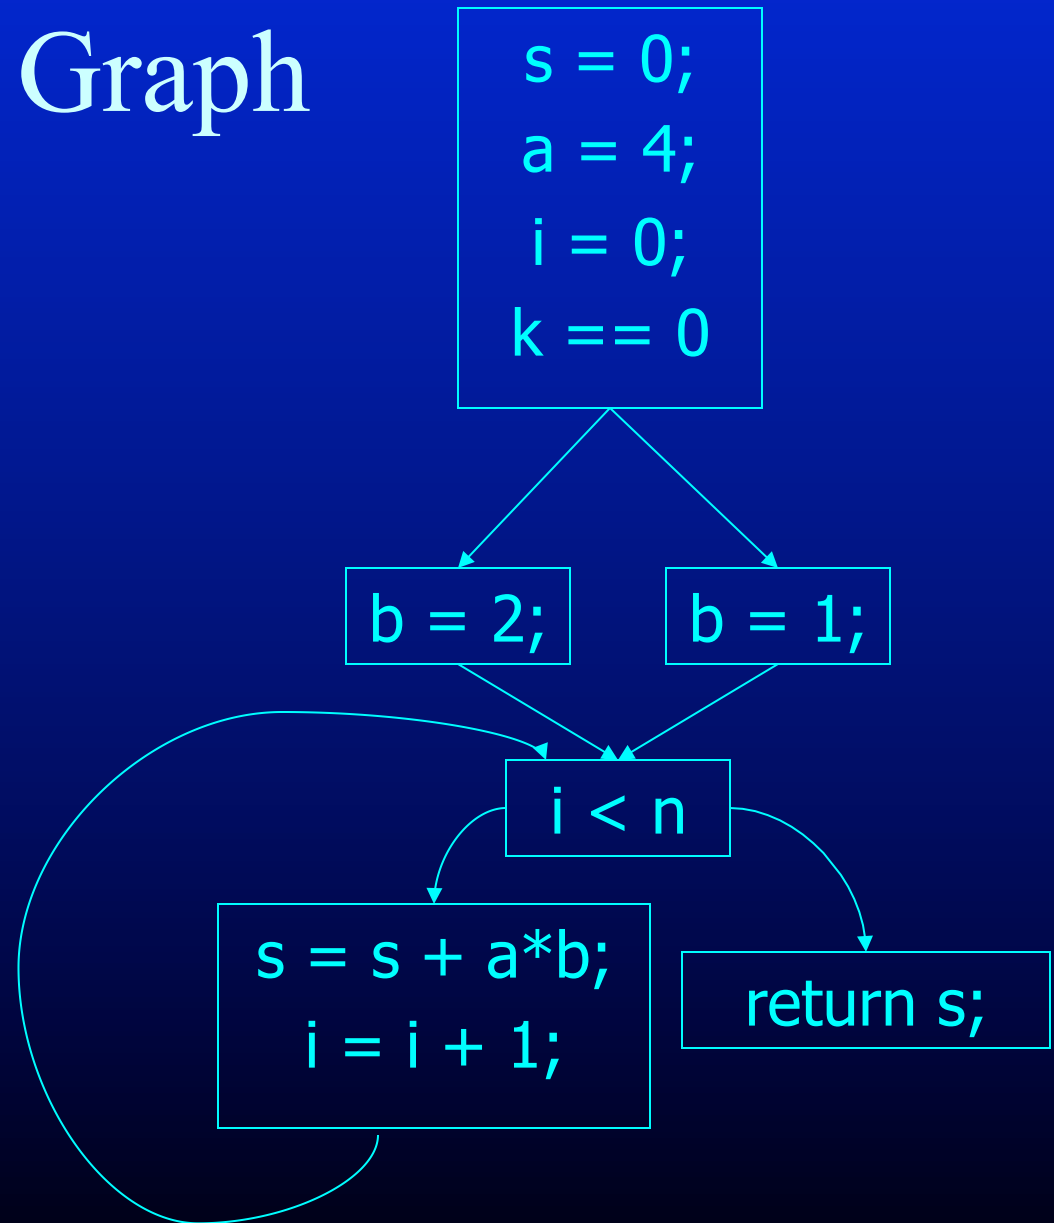 Graph
s = 0;
a = 4;
i = 0;
k == 0
b = 2;
b = 1;
i < n
s = s + a*b;
i = i + 1;
return s;